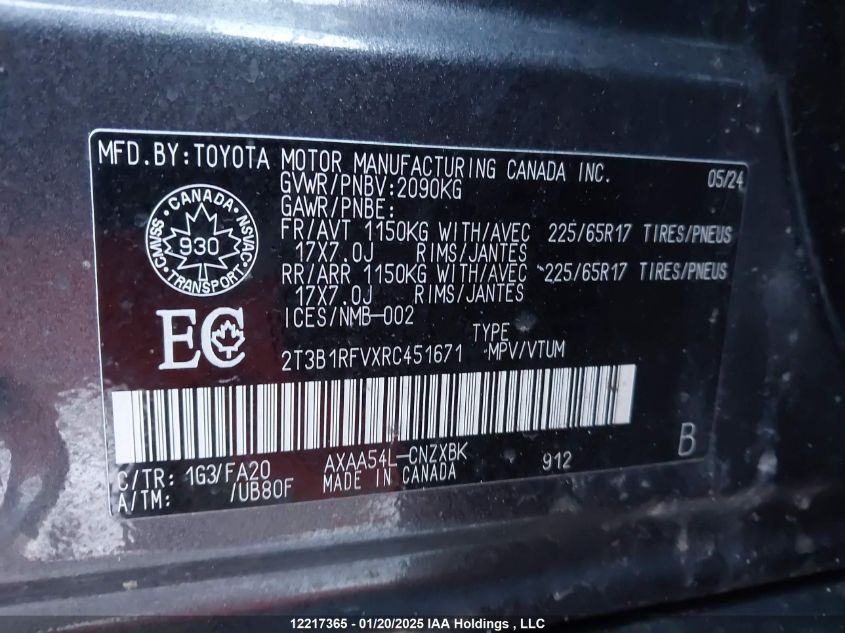 MFD.BY:TOYOTA MOTOR MANUFACTURING CANADA INC. 05/24
GVWR/PNBV:2090KG
GAWR/PNBE:
FR/AVT 1150KG WITH/AVEC 225/65R17 TIRES/PNEUS
17X7.0J RIMS/JANTES
RR/ARR 1150KG WITH/AVEC 225/65R17 TIRES/PNEUS
17X7.0J RIMS/JANTES
ICES/NMB-002
CANADA
CMVSS 930 NSVAC
TRANSPORT
EC
TYPE
2T3B1RFVXRC451671 MPV/VTUM
B
C/TR: 1G3/FA20 AXAA54L-CNZXBK 912
A/TM: /UB80F MADE IN CANADA
12217365 - 01/20/2025 IAA Holdings , LLC